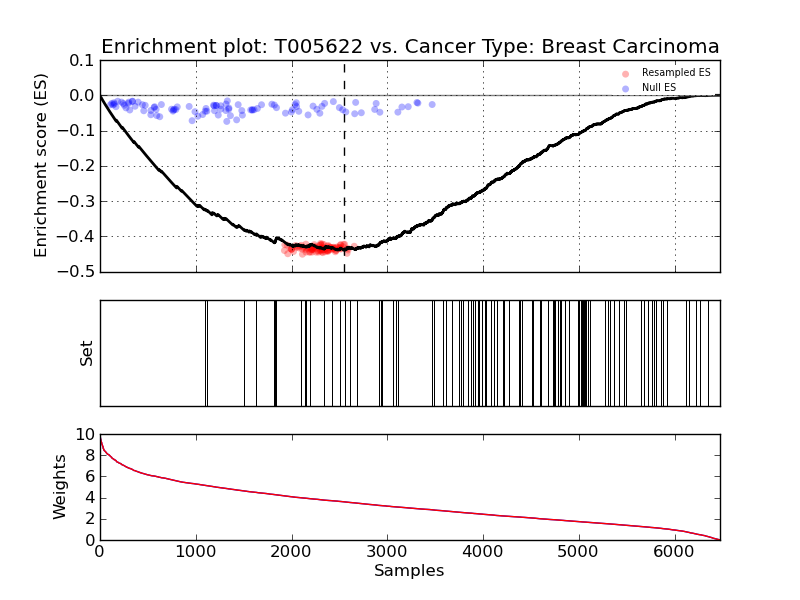 Enrichment plot: T005622 vs. Cancer Type: Breast Carcinoma
Enrichment score (ES)
0.1
0.0
−0.1
−0.2
−0.3
−0.4
−0.5
Resampled ES
Null ES
Set
Weights
10
8
6
4
2
0
0 1000 2000 3000 4000 5000 6000
Samples